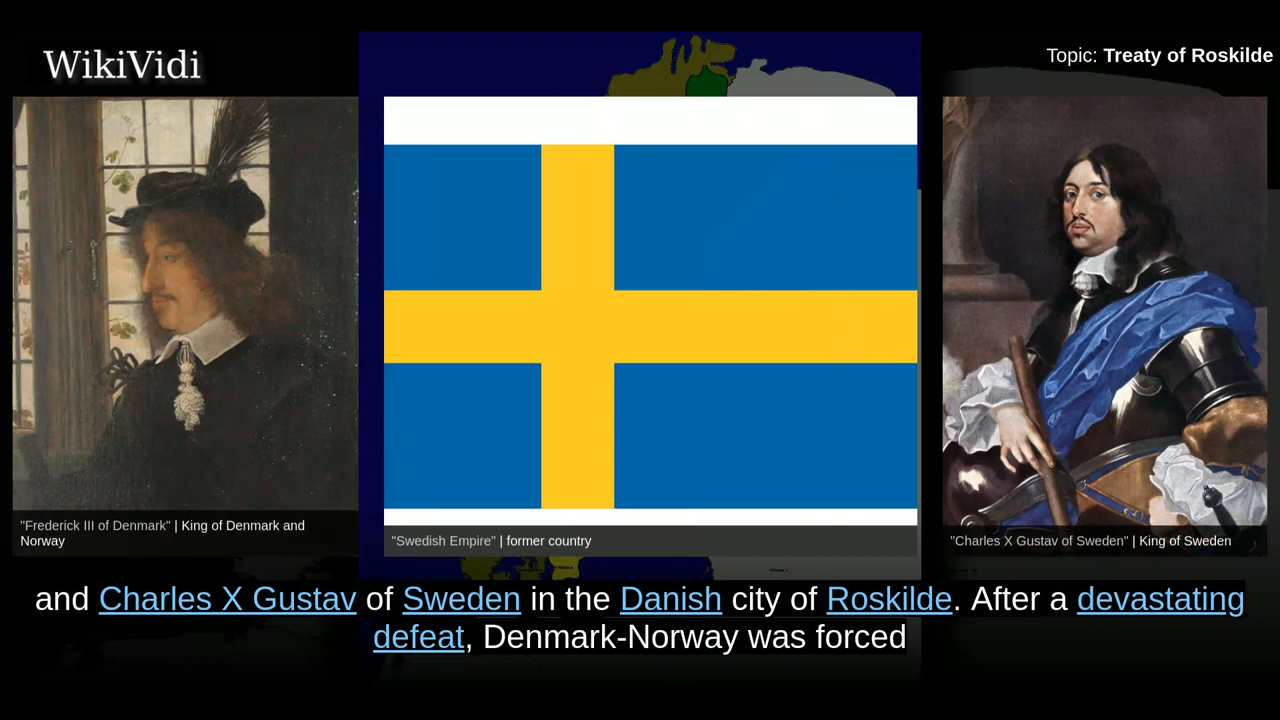 WikiVidi
Topic: Treaty of Roskilde
"Frederick III of Denmark" | King of Denmark and
Norway
"Swedish Empire" | former country
"Charles X Gustav of Sweden" | King of Sweden
and Charles X Gustav of Sweden in the Danish city of Roskilde. After a devastating
defeat, Denmark-Norway was forced